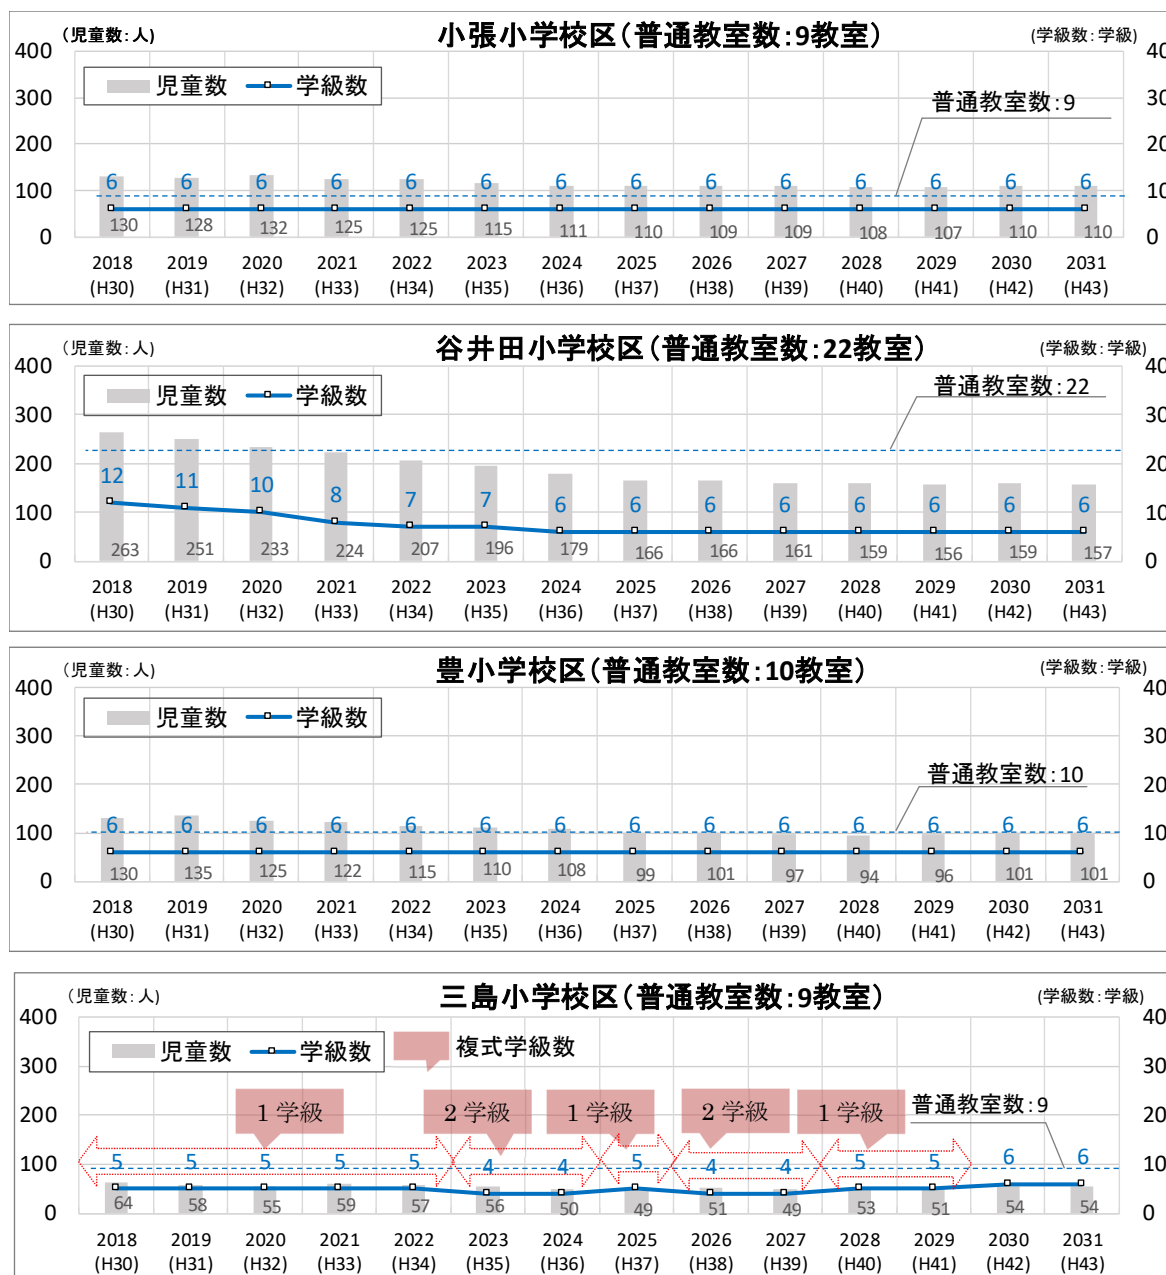 (児童数:人)
小張小学校区(普通教室数:9教室)
(学級数:学級)
児童数 学級数
普通教室数:9
400 300 200 100 0
40 30 20 10 0
6 6 6 6 6 6 6 6 6 6 6 6 6 6
130 128 132 125 125 115 111 110 109 109 108 107 110 110
2018 2019 2020 2021 2022 2023 2024 2025 2026 2027 2028 2029 2030 2031
(H30) (H31) (H32) (H33) (H34) (H35) (H36) (H37) (H38) (H39) (H40) (H41) (H42) (H43)
(児童数:人)
谷井田小学校区(普通教室数:22教室)
(学級数:学級)
児童数 学級数
普通教室数:22
400 300 200 100 0
40 30 20 10 0
12 11 10 8 7 7 6 6 6 6 6 6 6 6
263 251 233 224 207 196 179 166 166 161 159 156 159 157
2018 2019 2020 2021 2022 2023 2024 2025 2026 2027 2028 2029 2030 2031
(H30) (H31) (H32) (H33) (H34) (H35) (H36) (H37) (H38) (H39) (H40) (H41) (H42) (H43)
(児童数:人)
豊小学校区(普通教室数:10教室)
(学級数:学級)
児童数 学級数
普通教室数:10
400 300 200 100 0
40 30 20 10 0
6 6 6 6 6 6 6 6 6 6 6 6 6 6
130 135 125 122 115 110 108 99 101 97 94 96 101 101
2018 2019 2020 2021 2022 2023 2024 2025 2026 2027 2028 2029 2030 2031
(H30) (H31) (H32) (H33) (H34) (H35) (H36) (H37) (H38) (H39) (H40) (H41) (H42) (H43)
(児童数:人)
三島小学校区(普通教室数:9教室)
(学級数:学級)
児童数 学級数 複式学級数
1学級 2学級 1学級 2学級 1学級
普通教室数:9
400 300 200 100 0
40 30 20 10 0
5 5 5 5 5 4 4 5 4 4 5 5 6 6
64 58 55 59 57 56 50 49 51 49 53 51 54 54
2018 2019 2020 2021 2022 2023 2024 2025 2026 2027 2028 2029 2030 2031
(H30) (H31) (H32) (H33) (H34) (H35) (H36) (H37) (H38) (H39) (H40) (H41) (H42) (H43)